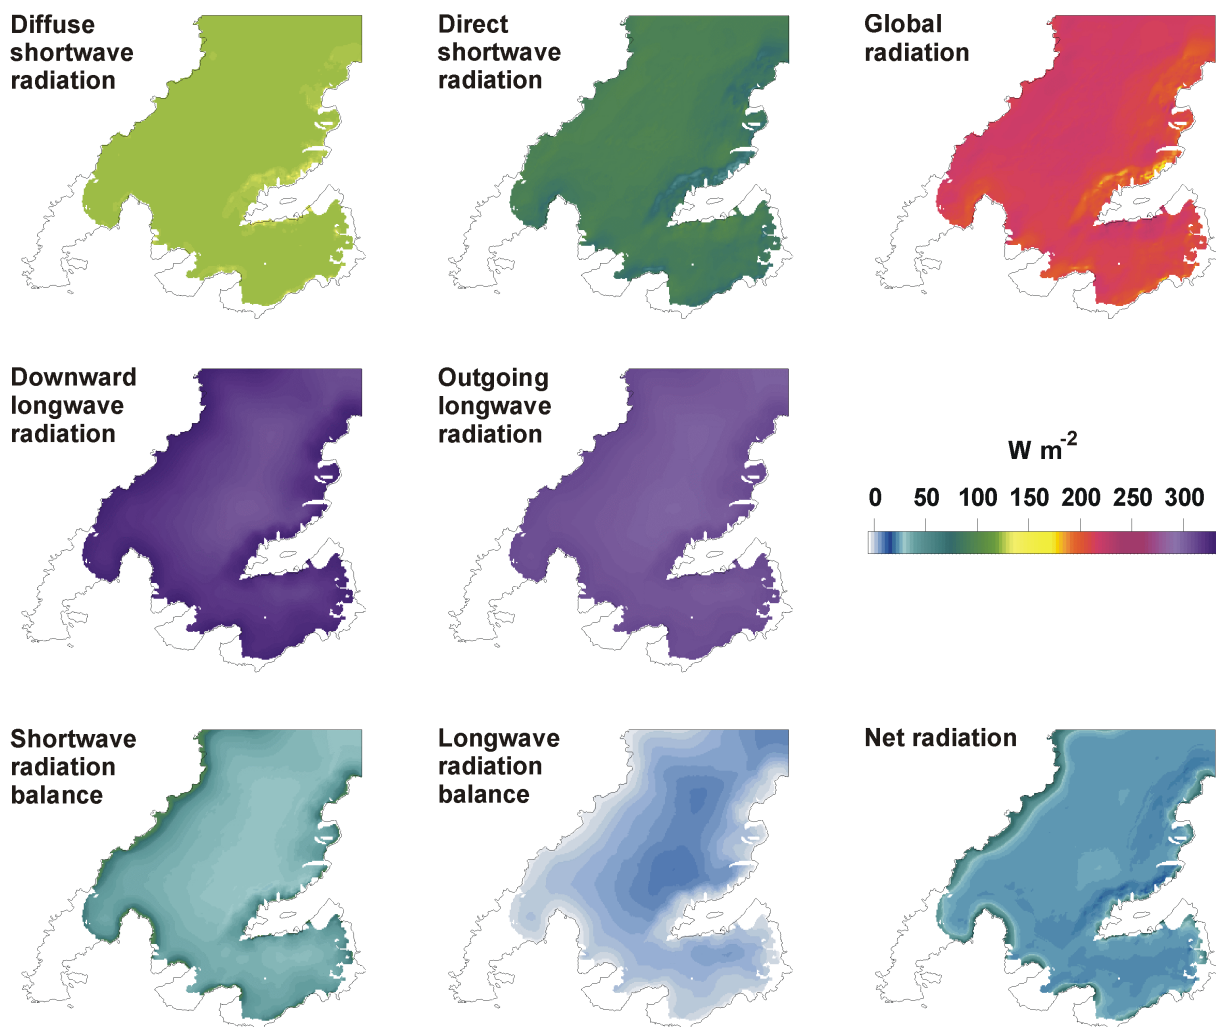 Diffuse
shortwave
radiation
Direct
shortwave
radiation
Global
radiation
Downward
longwave
radiation
Outgoing
longwave
radiation
W m-2
0 50 100 150 200 250 300
Shortwave
radiation
balance
Longwave
radiation
balance
Net radiation